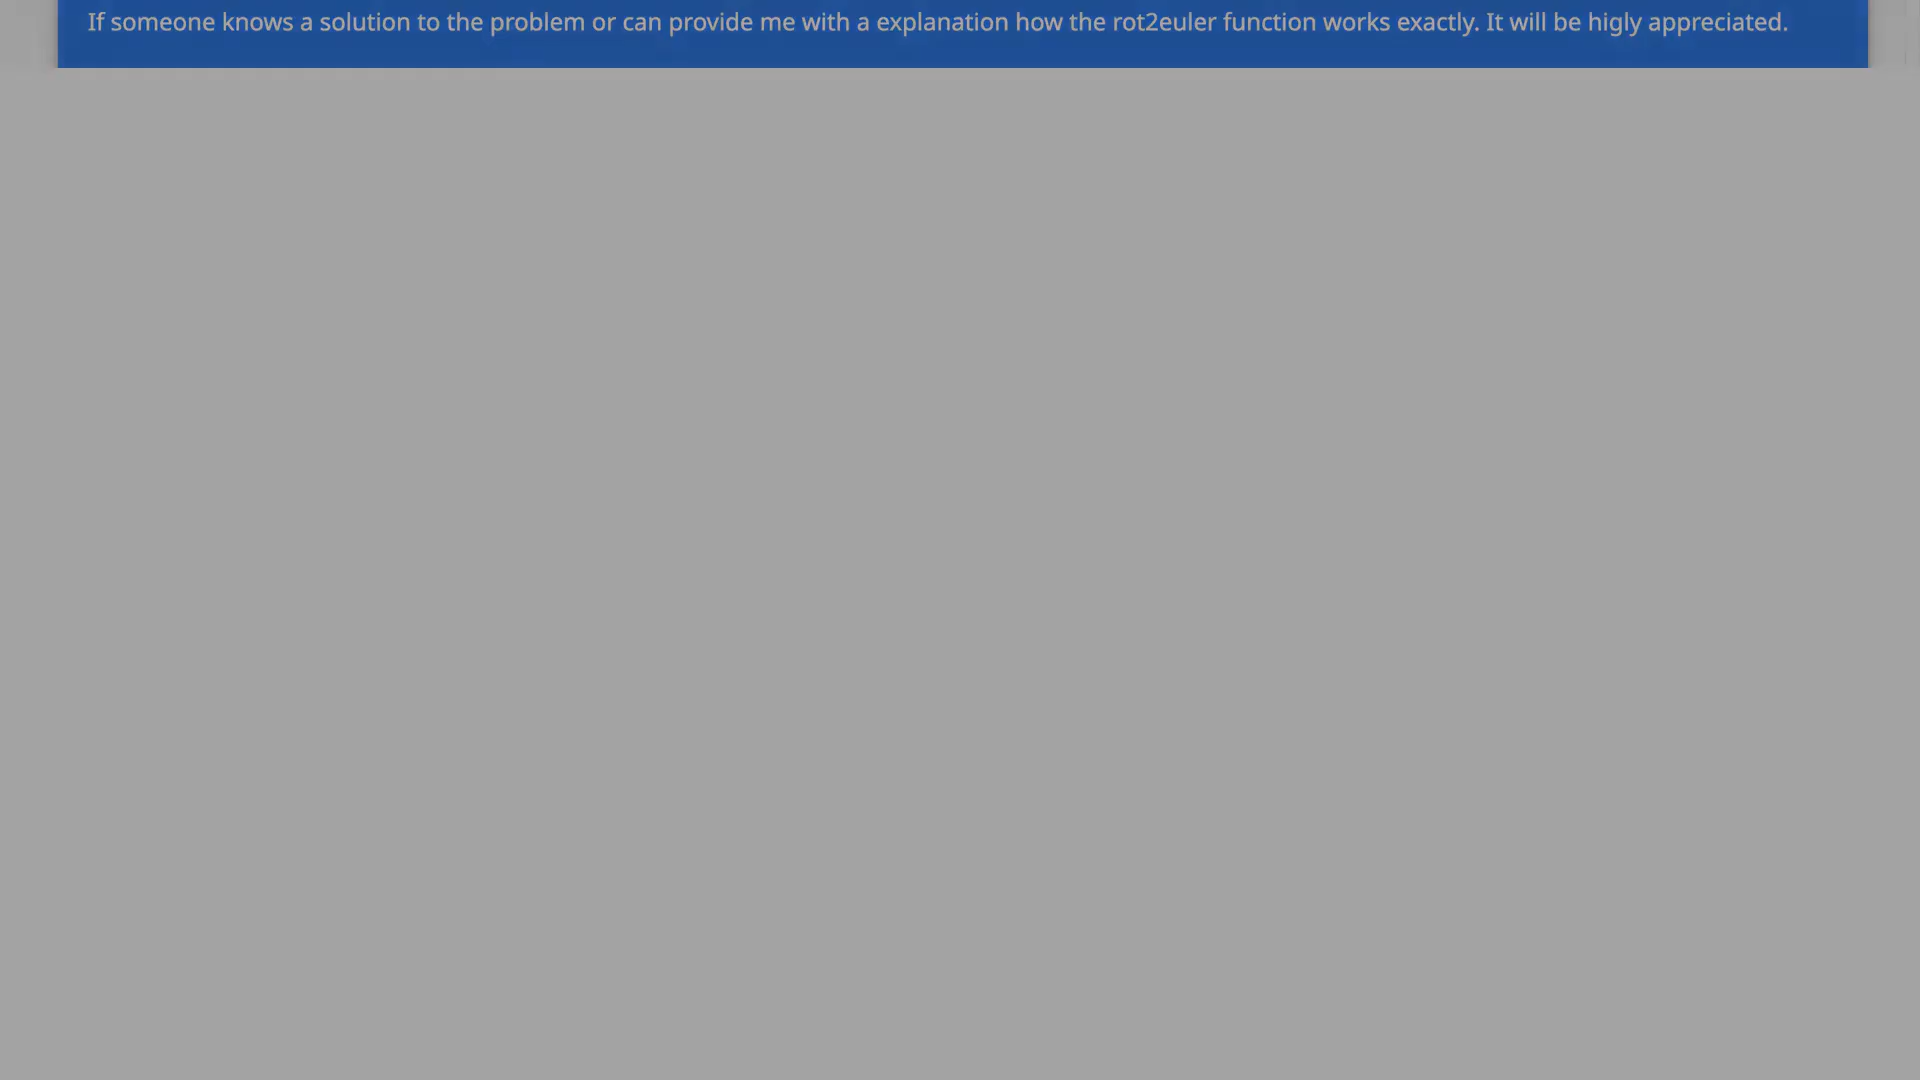 If someone knows a solution to the problem or can provide me with a explanation how the rot2euler function works exactly. It will be higly appreciated.